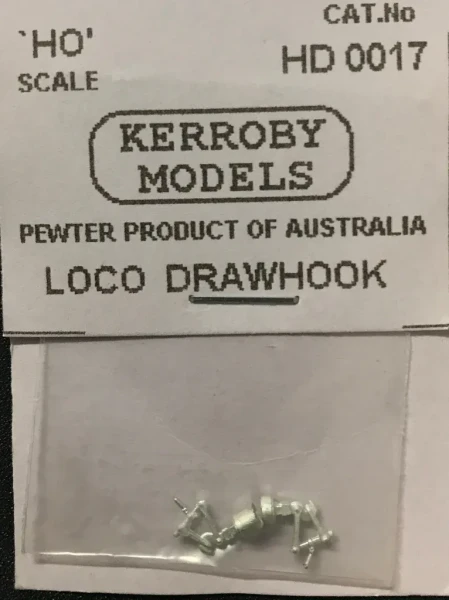 `HO'
SCALE
CAT.No
HD 0017
KERROBY
MODELS
PEWTER PRODUCT OF AUSTRALIA
LOCO DRAWHOOK